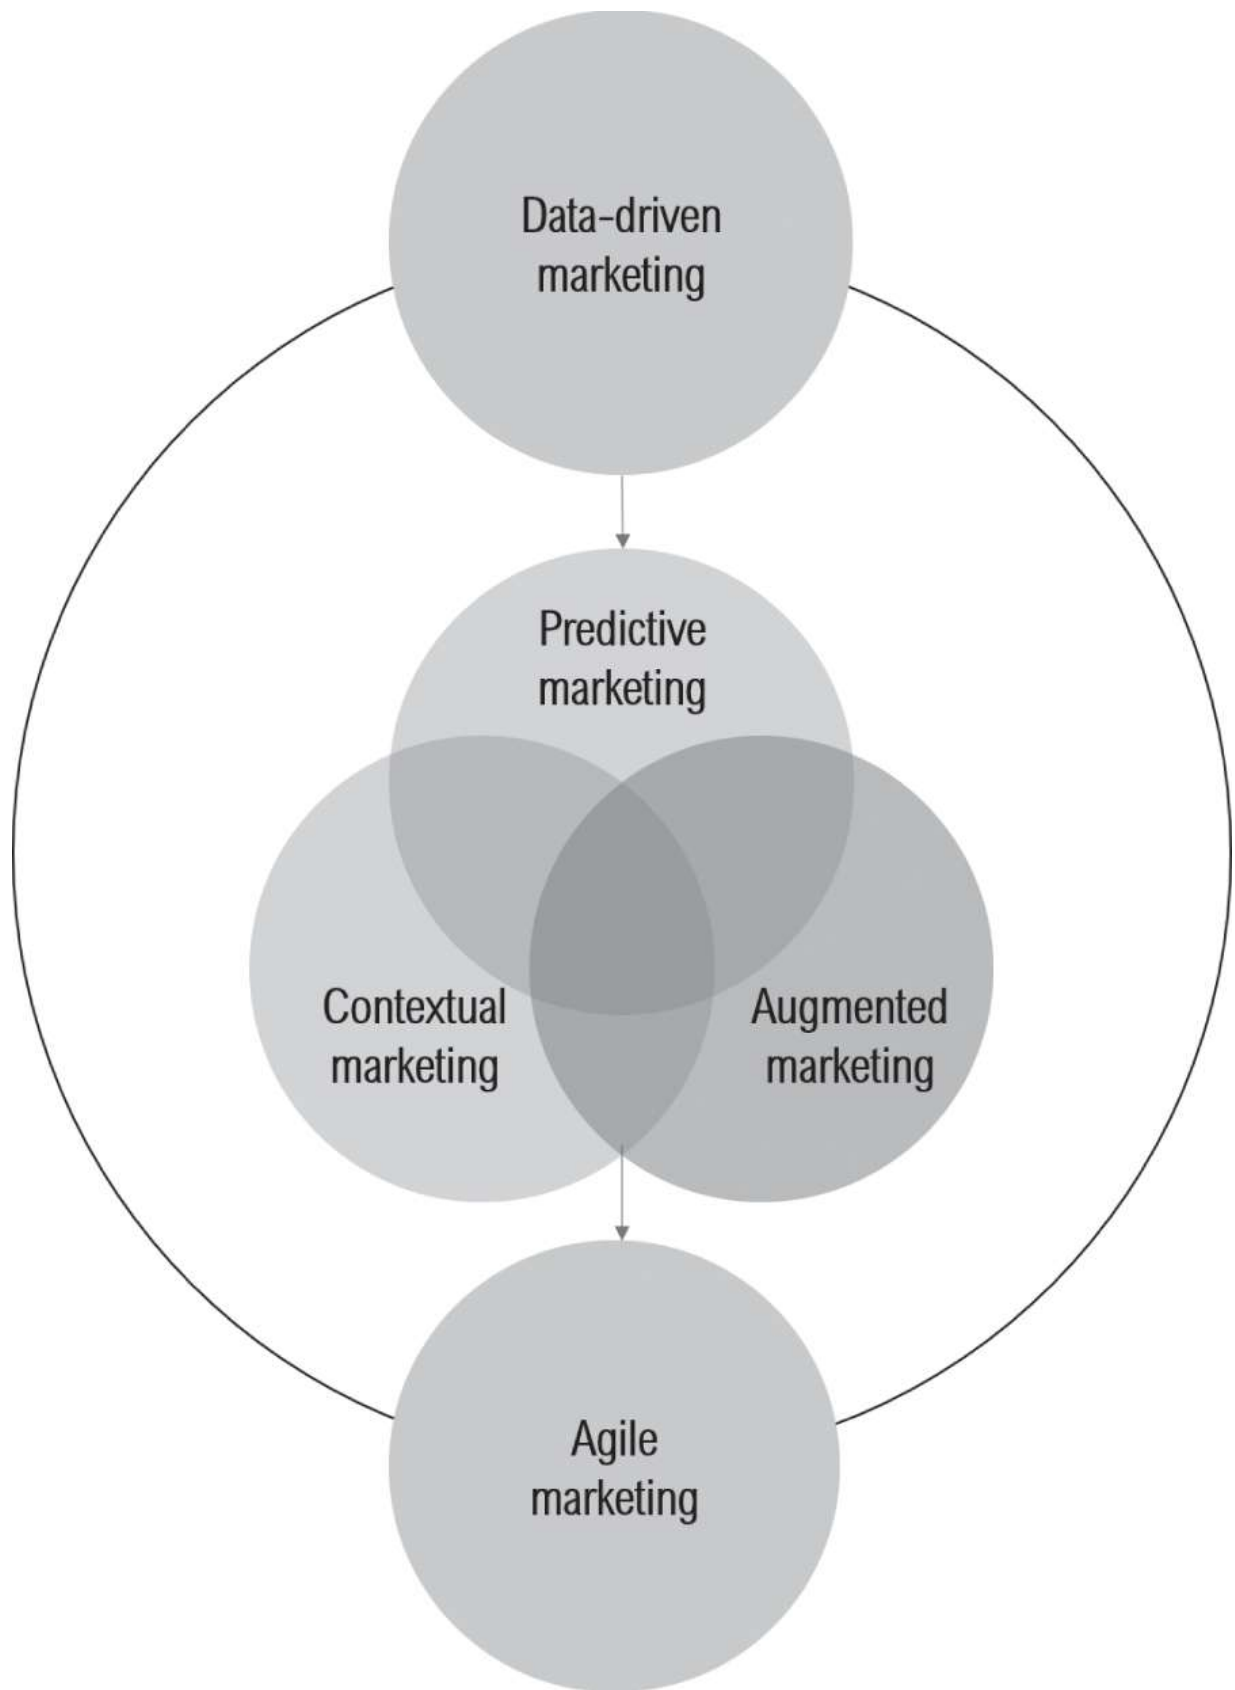 Data-driven
marketing
Predictive
marketing
Contextual
marketing
Augmented
marketing
Agile
marketing